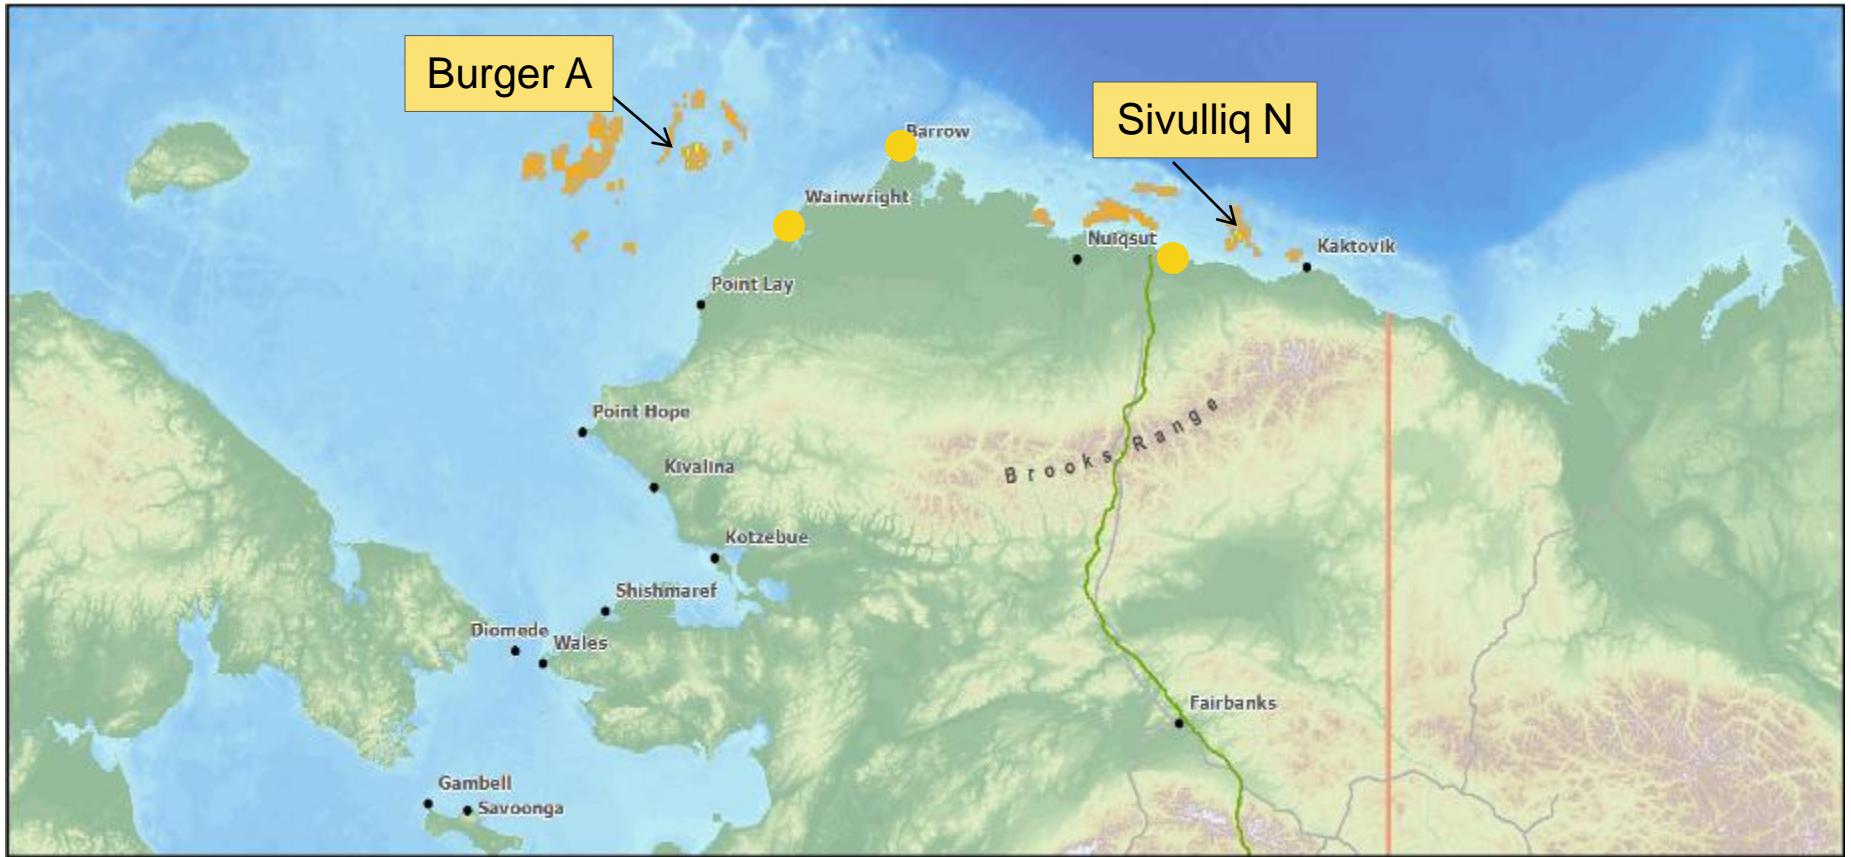 Burger A
Sivulliq N
Barrow
Wainwright
Nuiqsut
Kaktovik
Point Lay
Point Hope
Brooks Range
Kivalina
Kotzebue
Shishmaref
Diomede
Wales
Fairbanks
Gambell
Savoonga